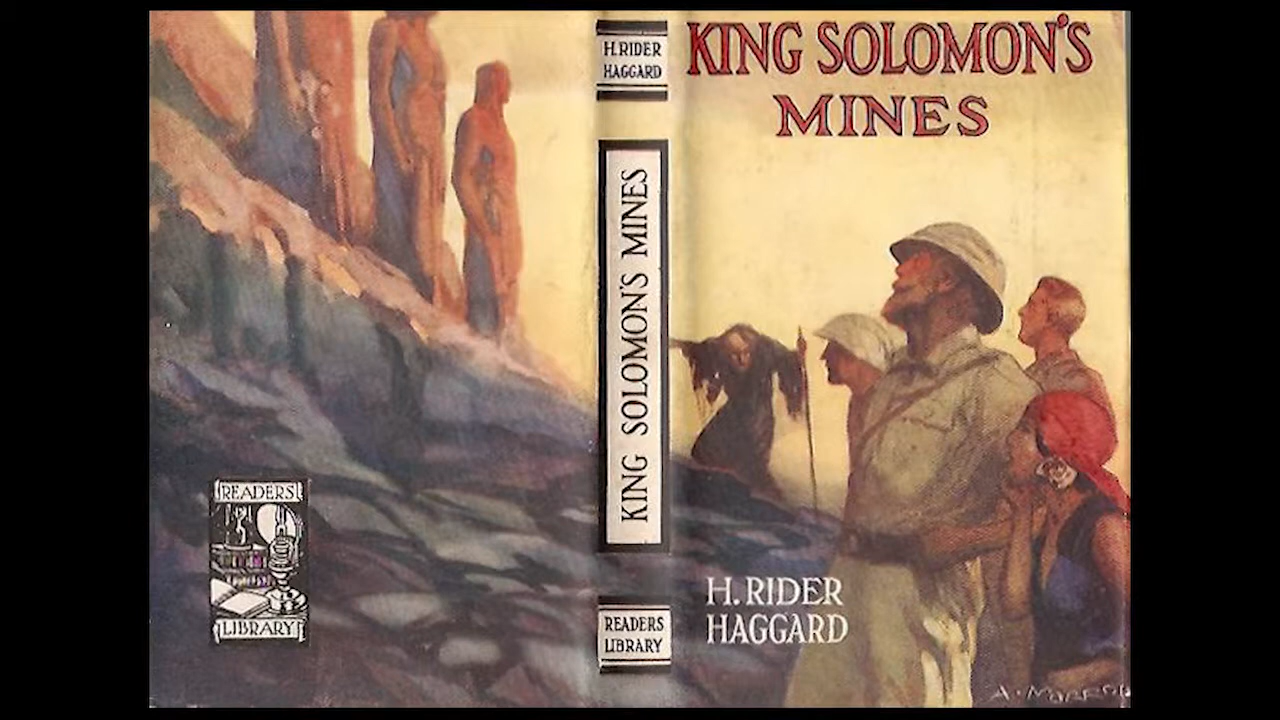 READERS
LIBRARY
H. RIDER
HAGGARD
KING SOLOMON'S MINES
READERS
LIBRARY
KING SOLOMON'S
MINES
H. RIDER
HAGGARD